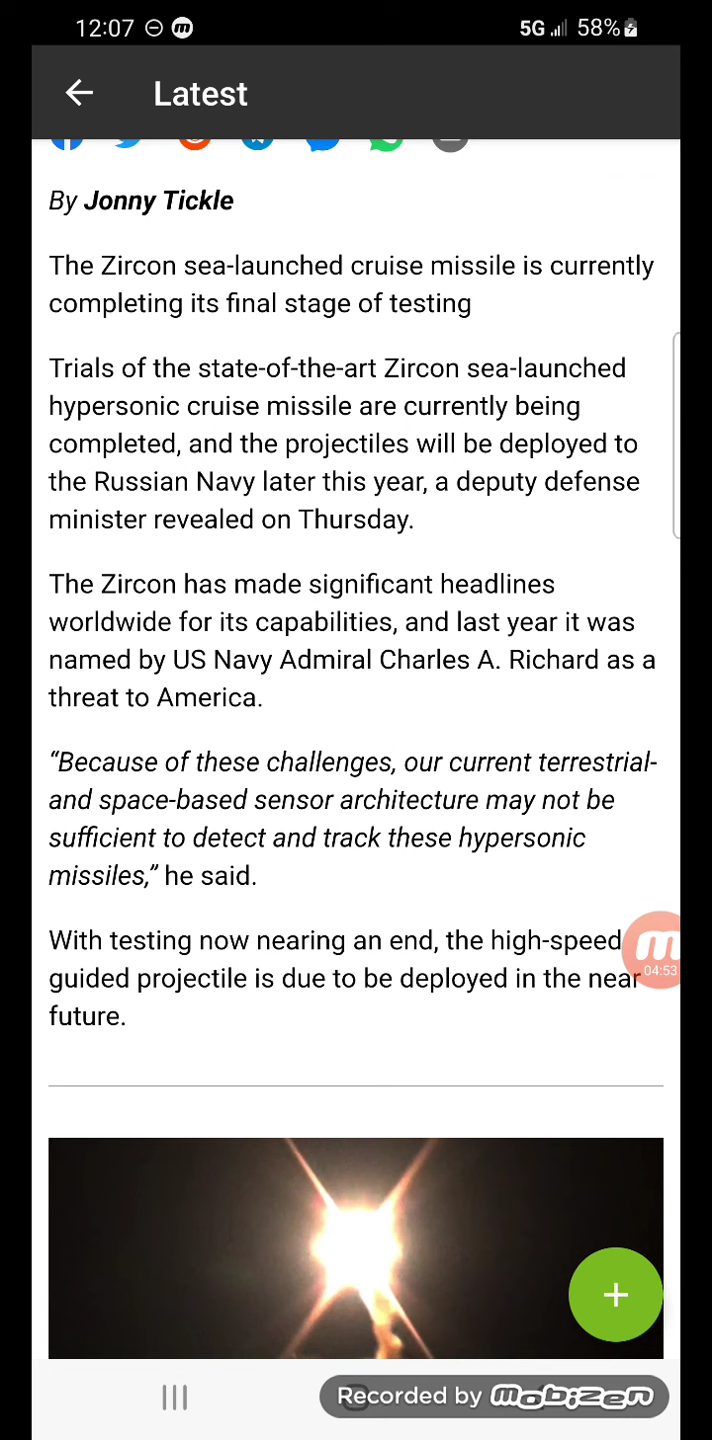 12:07 m 5G 58%
Latest
By Jonny Tickle
The Zircon sea-launched cruise missile is currently
completing its final stage of testing
Trials of the state-of-the-art Zircon sea-launched
hypersonic cruise missile are currently being
completed, and the projectiles will be deployed to
the Russian Navy later this year, a deputy defense
minister revealed on Thursday.
The Zircon has made significant headlines
worldwide for its capabilities, and last year it was
named by US Navy Admiral Charles A. Richard as a
threat to America.
“Because of these challenges, our current terrestrial-
and space-based sensor architecture may not be
sufficient to detect and track these hypersonic
missiles,” he said.
With testing now nearing an end, the high-speed
m
04:53
guided projectile is due to be deployed in the near
future.
+
Recorded by mobizen